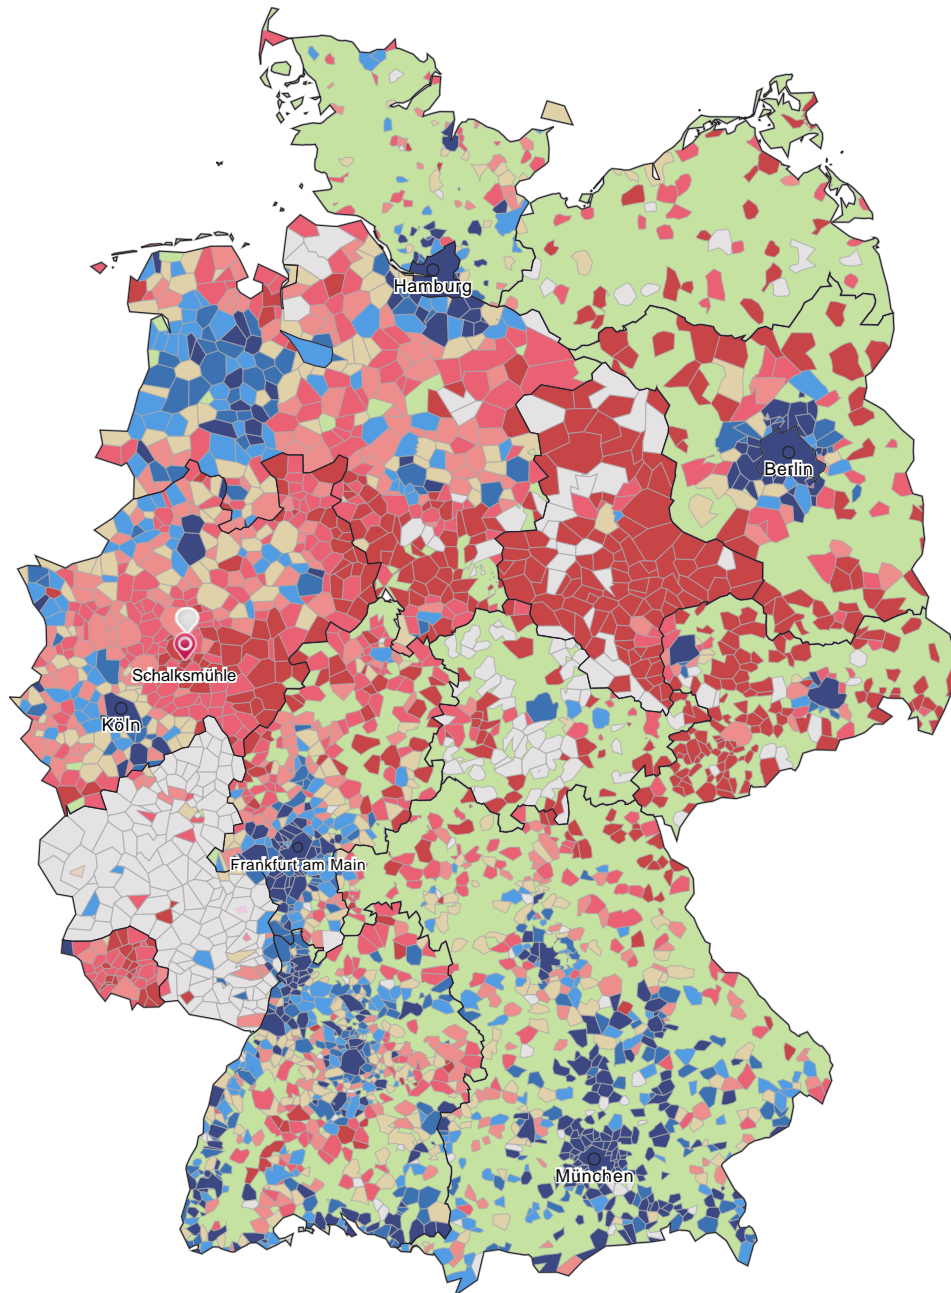 Hamburg
Berlin
Schalksmühle
Köln
Frankfurt am Main
München